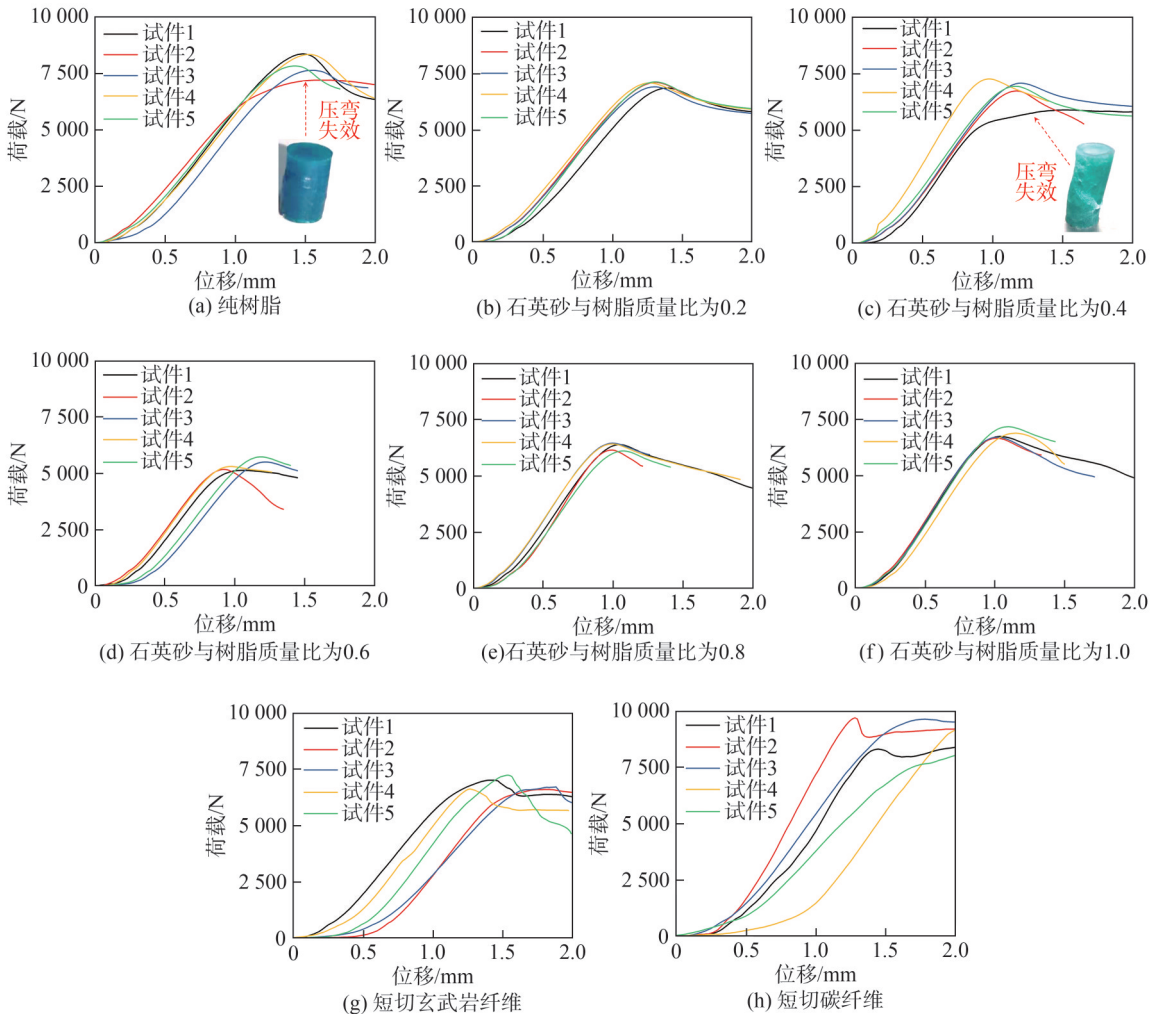 10 000
7 500
5 000
2 500
0
荷载/N
试件1
试件2
试件3
试件4
试件5
压弯
失效
0 0.5 1.0 1.5 2.0
位移/mm
(a) 纯树脂
10 000
7 500
5 000
2 500
0
荷载/N
试件1
试件2
试件3
试件4
试件5
0 0.5 1.0 1.5 2.0
位移/mm
(b) 石英砂与树脂质量比为0.2
10 000
7 500
5 000
2 500
0
荷载/N
试件1
试件2
试件3
试件4
试件5
压弯
失效
0 0.5 1.0 1.5 2.0
位移/mm
(c) 石英砂与树脂质量比为0.4
10 000
7 500
5 000
2 500
0
荷载/N
试件1
试件2
试件3
试件4
试件5
0 0.5 1.0 1.5 2.0
位移/mm
(d) 石英砂与树脂质量比为0.6
10 000
7 500
5 000
2 500
0
荷载/N
试件1
试件2
试件3
试件4
试件5
0 0.5 1.0 1.5 2.0
位移/mm
(e)石英砂与树脂质量比为0.8
10 000
7 500
5 000
2 500
0
荷载/N
试件1
试件2
试件3
试件4
试件5
0 0.5 1.0 1.5 2.0
位移/mm
(f) 石英砂与树脂质量比为1.0
10 000
7 500
5 000
2 500
0
荷载/N
试件1
试件2
试件3
试件4
试件5
0 0.5 1.0 1.5 2.0
位移/mm
(g) 短切玄武岩纤维
10 000
7 500
5 000
2 500
0
荷载/N
试件1
试件2
试件3
试件4
试件5
0 0.5 1.0 1.5 2.0
位移/mm
(h) 短切碳纤维